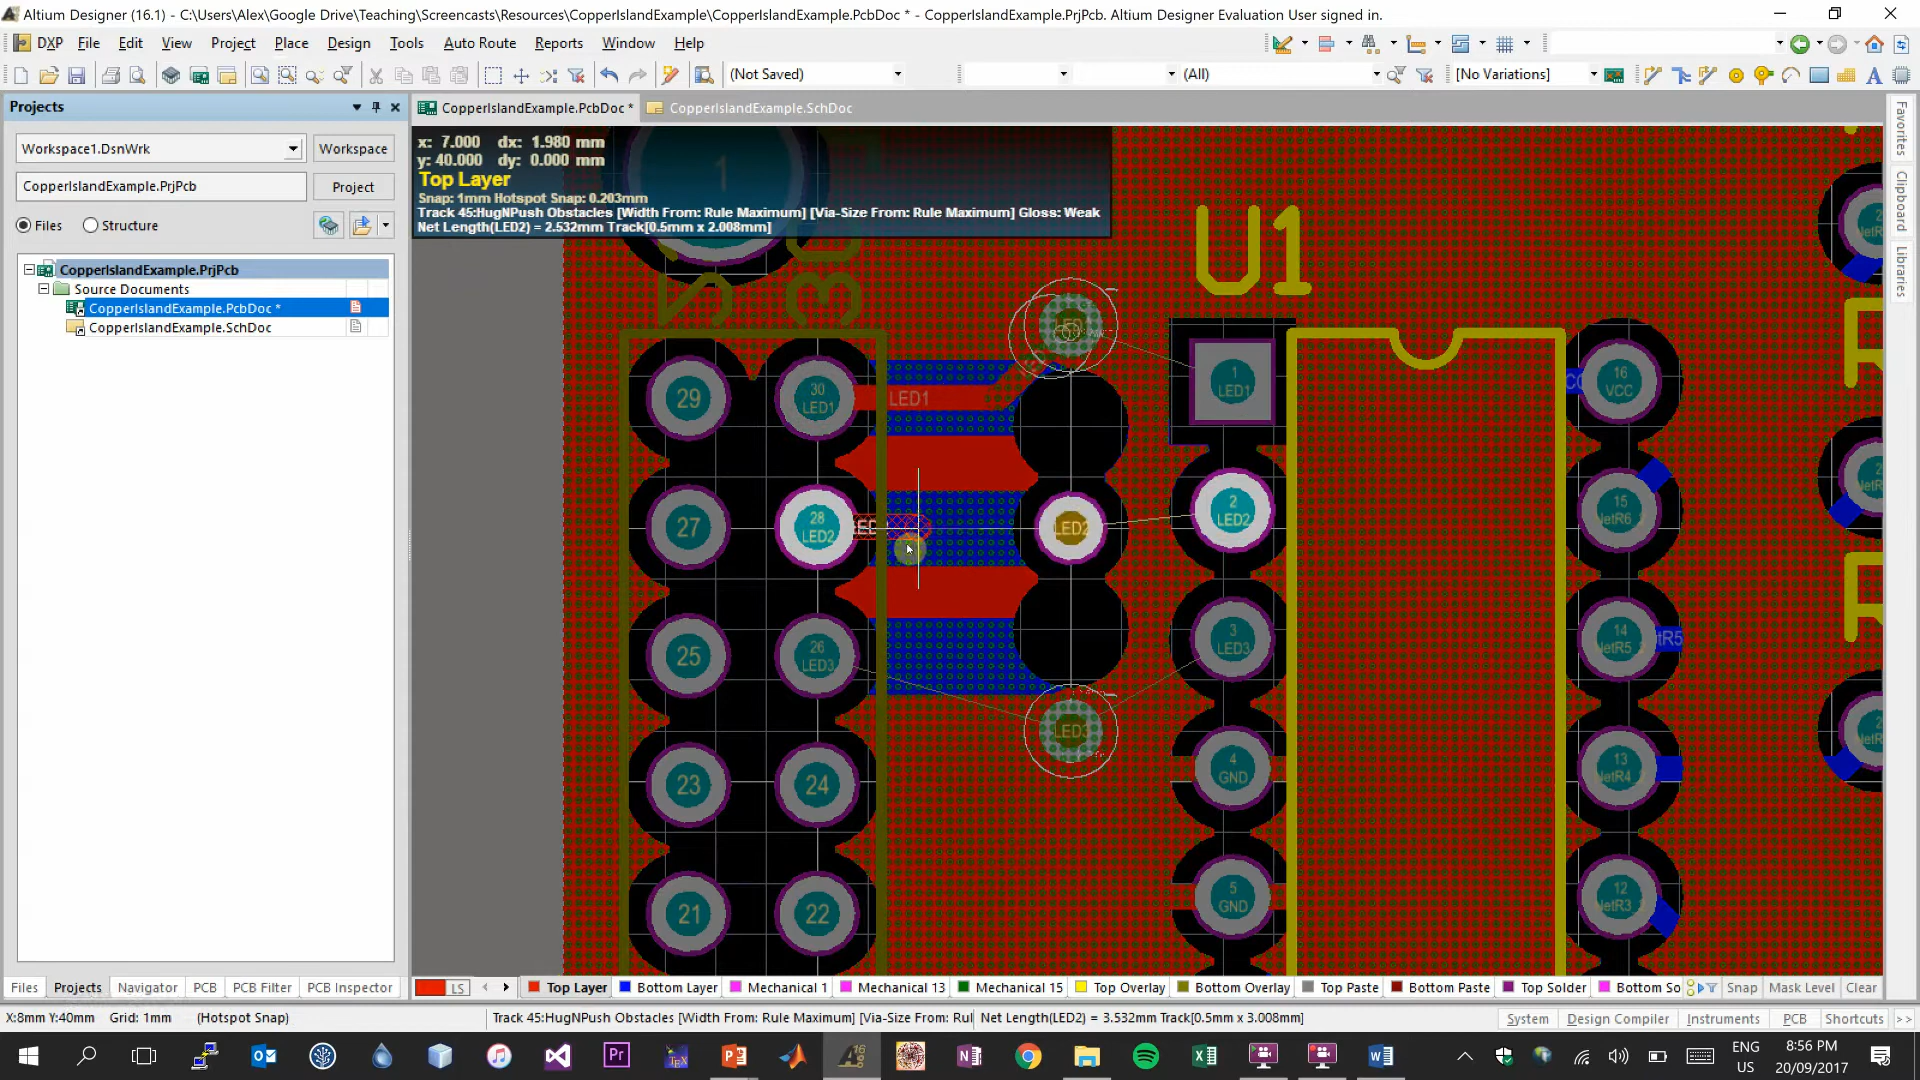 Altium Designer (16.1) - C:\Users\Alex\Google Drive\Teaching\Screencasts\Resources\CopperIslandExample\CopperIslandExample.PcbDoc * - CopperIslandExample.PrjPcb. Altium Designer Evaluation User signed in.
DXP File Edit View Project Place Design Tools Auto Route Reports Window Help
(Not Saved) (All) [No Variations]
Projects
CopperIslandExample.PcbDoc * CopperIslandExample.SchDoc
Workspace1.DsnWrk Workspace
CopperIslandExample.PrjPcb Project
Files Structure
CopperIslandExample.PrjPcb
Source Documents
CopperIslandExample.PcbDoc *
CopperIslandExample.SchDoc
x: 7.000 dx: 1.980 mm
y: 40.000 dy: 0.000 mm
Top Layer
Snap: 1mm Hotspot Snap: 0.203mm
Track 45:HugNPush Obstacles [Width From: Rule Maximum] [Via-Size From: Rule Maximum] Gloss: Weak
Net Length(LED2) = 2.532mm Track[0.5mm x 2.008mm]
1
U1
29
30
LED1
LED1
1
LED1
16
VCC
27
28
LED2
LED2
2
LED2
15
NetR6
25
26
LED3
3
LED3
14
NetR5
tR5
LED3
23
24
4
GND
13
NetR4
21
22
5
GND
12
NetR3
Favorites
Clipboard
Libraries
Files Projects Navigator PCB PCB Filter PCB Inspector
LS Top Layer Bottom Layer Mechanical 1 Mechanical 13 Mechanical 15 Top Overlay Bottom Overlay Top Paste Bottom Paste Top Solder Bottom So Snap Mask Level Clear
X:8mm Y:40mm Grid: 1mm (Hotspot Snap) Track 45:HugNPush Obstacles [Width From: Rule Maximum] [Via-Size From: Rul Net Length(LED2) = 3.532mm Track[0.5mm x 3.008mm] System Design Compiler Instruments PCB Shortcuts >>
ENG
US
8:56 PM
20/09/2017